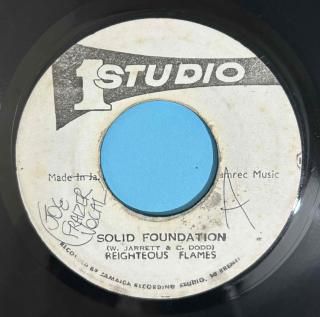 1 STUDIO
Made In Ja
amrec Music
JOE
FRAZER
VOCAL
A
SOLID FOUNDATION
(W. JARRETT & C. DODD)
REIGHTEOUS FLAMES
RECORDED BY JAMAICA RECORDING STUDIO,